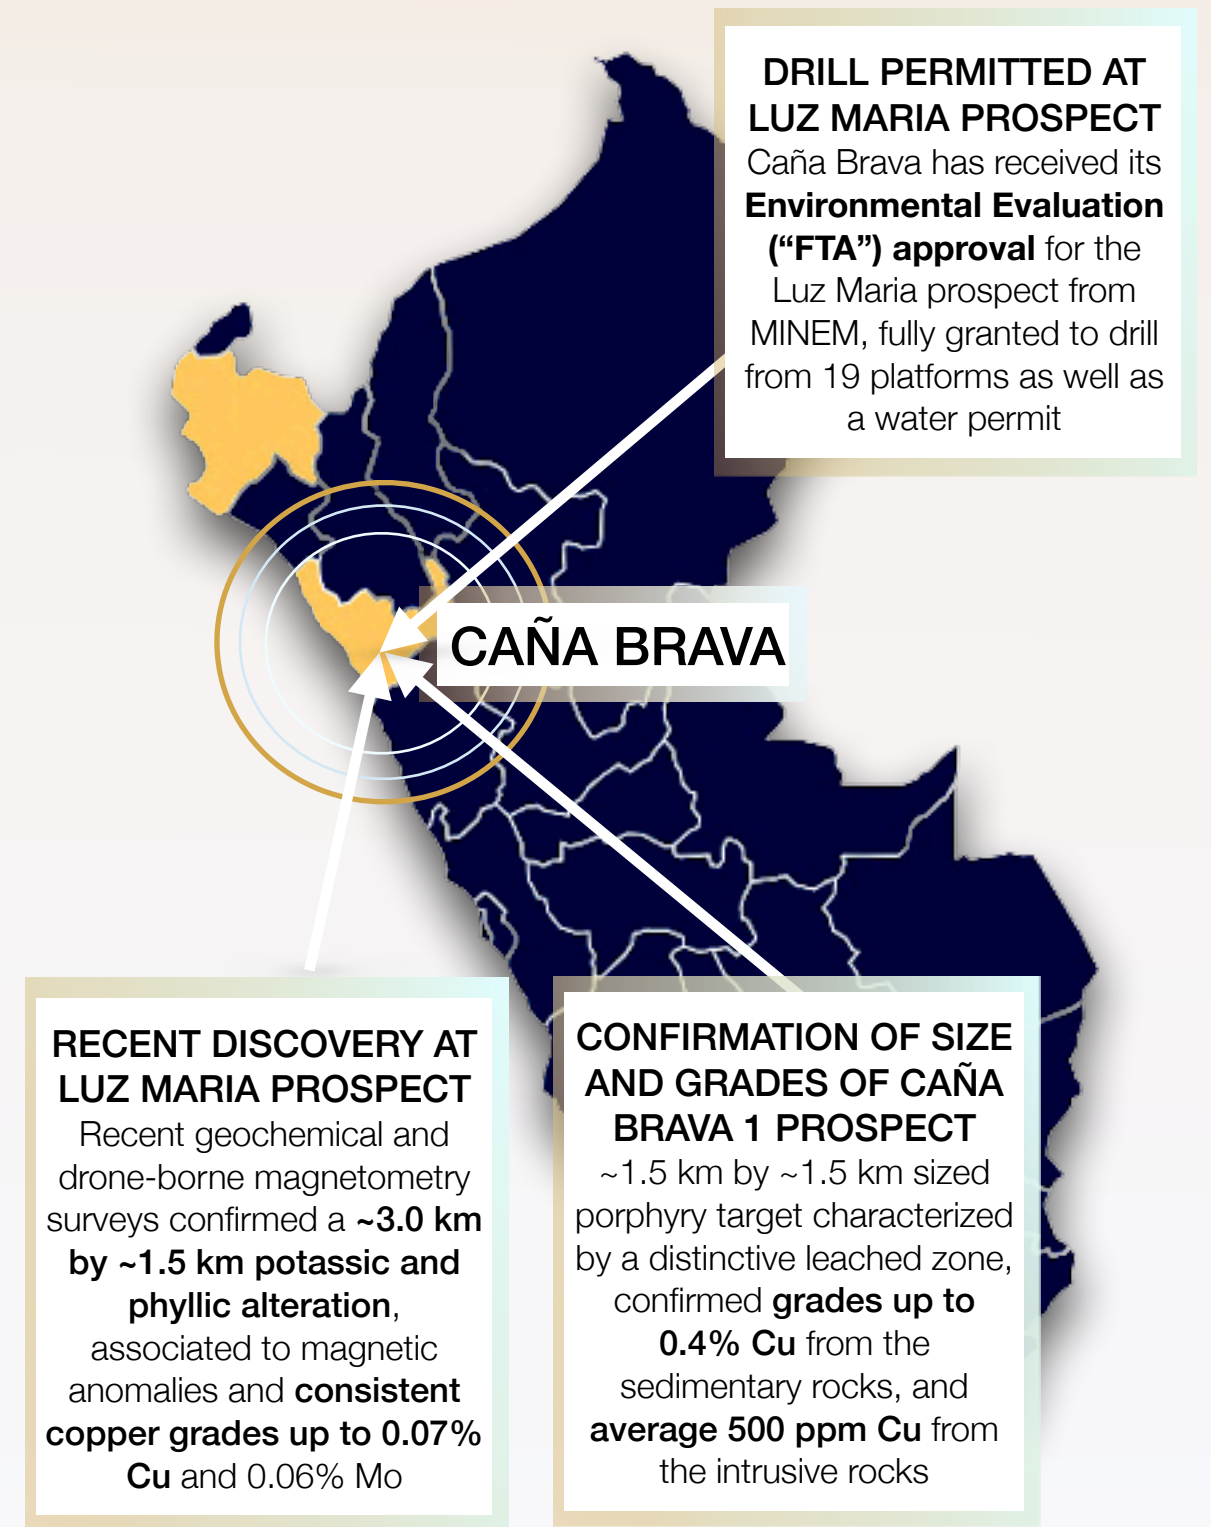 DRILL PERMITTED AT
LUZ MARIA PROSPECT
Caña Brava has received its
Environmental Evaluation
(“FTA”) approval for the
Luz Maria prospect from
MINEM, fully granted to drill
from 19 platforms as well as
a water permit
CAÑA BRAVA
RECENT DISCOVERY AT
LUZ MARIA PROSPECT
Recent geochemical and
drone-borne magnetometry
surveys confirmed a ~3.0 km
by ~1.5 km potassic and
phyllic alteration,
associated to magnetic
anomalies and consistent
copper grades up to 0.07%
Cu and 0.06% Mo
CONFIRMATION OF SIZE
AND GRADES OF CAÑA
BRAVA 1 PROSPECT
~1.5 km by ~1.5 km sized
porphyry target characterized
by a distinctive leached zone,
confirmed grades up to
0.4% Cu from the
sedimentary rocks, and
average 500 ppm Cu from
the intrusive rocks